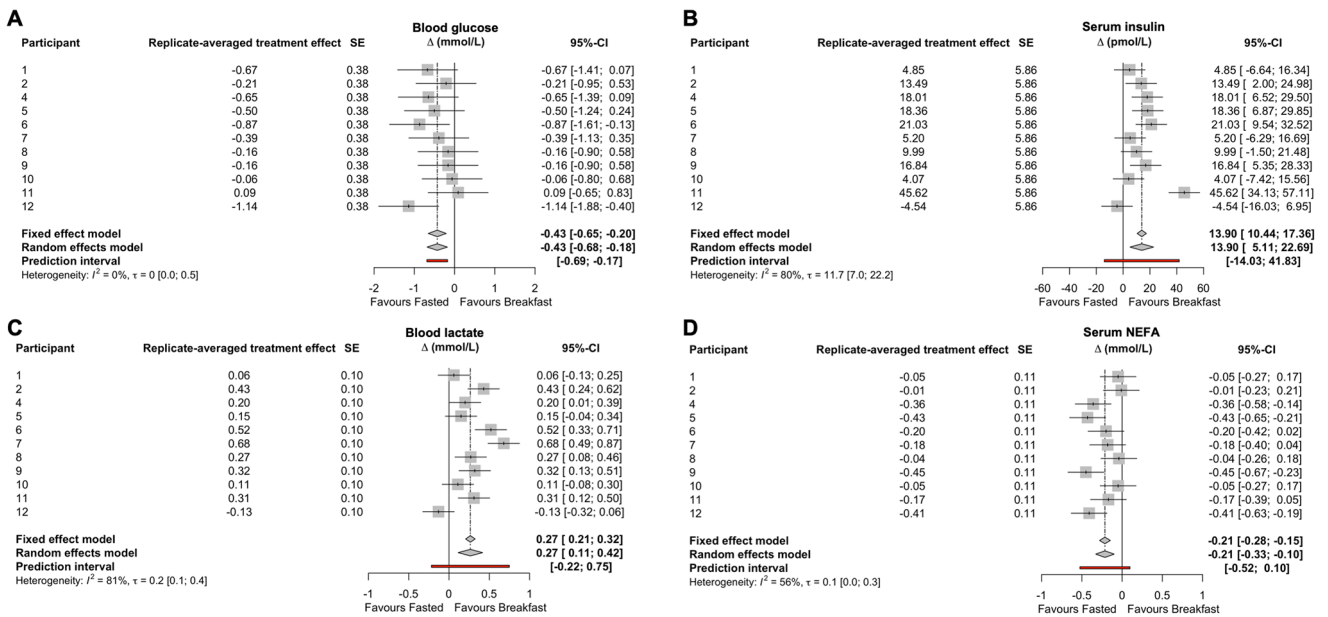 A
Blood glucose
Participant Replicate-averaged treatment effect SE Δ (mmol/L) 95%-CI
1 -0.67 0.38 -0.67 [-1.41; 0.07]
2 -0.21 0.38 -0.21 [-0.95; 0.53]
4 -0.65 0.38 -0.65 [-1.39; 0.09]
5 -0.50 0.38 -0.50 [-1.24; 0.24]
6 -0.87 0.38 -0.87 [-1.61; -0.13]
7 -0.39 0.38 -0.39 [-1.13; 0.35]
8 -0.16 0.38 -0.16 [-0.90; 0.58]
9 -0.16 0.38 -0.16 [-0.90; 0.58]
10 -0.06 0.38 -0.06 [-0.80; 0.68]
11 0.09 0.38 0.09 [-0.65; 0.83]
12 -1.14 0.38 -1.14 [-1.88; -0.40]
Fixed effect model -0.43 [-0.65; -0.20]
Random effects model -0.43 [-0.68; -0.18]
Prediction interval [-0.69; -0.17]
Heterogeneity: I² = 0%, τ = 0 [0.0; 0.5]
-2 -1 0 1 2
Favours Fasted Favours Breakfast
B
Serum insulin
Participant Replicate-averaged treatment effect SE Δ (pmol/L) 95%-CI
1 4.85 5.86 4.85 [ -6.64; 16.34]
2 13.49 5.86 13.49 [ 2.00; 24.98]
4 18.01 5.86 18.01 [ 6.52; 29.50]
5 18.36 5.86 18.36 [ 6.87; 29.85]
6 21.03 5.86 21.03 [ 9.54; 32.52]
7 5.20 5.86 5.20 [ -6.29; 16.69]
8 9.99 5.86 9.99 [ -1.50; 21.48]
9 16.84 5.86 16.84 [ 5.35; 28.33]
10 4.07 5.86 4.07 [ -7.42; 15.56]
11 45.62 5.86 45.62 [ 34.13; 57.11]
12 -4.54 5.86 -4.54 [-16.03; 6.95]
Fixed effect model 13.90 [ 10.44; 17.36]
Random effects model 13.90 [ 5.11; 22.69]
Prediction interval [-14.03; 41.83]
Heterogeneity: I² = 80%, τ = 11.7 [7.0; 22.2]
-60 -40 -20 0 20 40 60
Favours Fasted Favours Breakfast
C
Blood lactate
Participant Replicate-averaged treatment effect SE Δ (mmol/L) 95%-CI
1 0.06 0.10 0.06 [-0.13; 0.25]
2 0.43 0.10 0.43 [ 0.24; 0.62]
4 0.20 0.10 0.20 [ 0.01; 0.39]
5 0.15 0.10 0.15 [-0.04; 0.34]
6 0.52 0.10 0.52 [ 0.33; 0.71]
7 0.68 0.10 0.68 [ 0.49; 0.87]
8 0.27 0.10 0.27 [ 0.08; 0.46]
9 0.32 0.10 0.32 [ 0.13; 0.51]
10 0.11 0.10 0.11 [-0.08; 0.30]
11 0.31 0.10 0.31 [ 0.12; 0.50]
12 -0.13 0.10 -0.13 [-0.32; 0.06]
Fixed effect model 0.27 [ 0.21; 0.32]
Random effects model 0.27 [ 0.11; 0.42]
Prediction interval [-0.22; 0.75]
Heterogeneity: I² = 81%, τ = 0.2 [0.1; 0.4]
-1 -0.5 0 0.5 1
Favours Fasted Favours Breakfast
D
Serum NEFA
Participant Replicate-averaged treatment effect SE Δ (mmol/L) 95%-CI
1 -0.05 0.11 -0.05 [-0.27; 0.17]
2 -0.01 0.11 -0.01 [-0.23; 0.21]
4 -0.36 0.11 -0.36 [-0.58; -0.14]
5 -0.43 0.11 -0.43 [-0.65; -0.21]
6 -0.20 0.11 -0.20 [-0.42; 0.02]
7 -0.18 0.11 -0.18 [-0.40; 0.04]
8 -0.04 0.11 -0.04 [-0.26; 0.18]
9 -0.45 0.11 -0.45 [-0.67; -0.23]
10 -0.05 0.11 -0.05 [-0.27; 0.17]
11 -0.17 0.11 -0.17 [-0.39; 0.05]
12 -0.41 0.11 -0.41 [-0.63; -0.19]
Fixed effect model -0.21 [-0.28; -0.15]
Random effects model -0.21 [-0.33; -0.10]
Prediction interval [-0.52; 0.10]
Heterogeneity: I² = 56%, τ = 0.1 [0.0; 0.3]
-1 -0.5 0 0.5 1
Favours Fasted Favours Breakfast